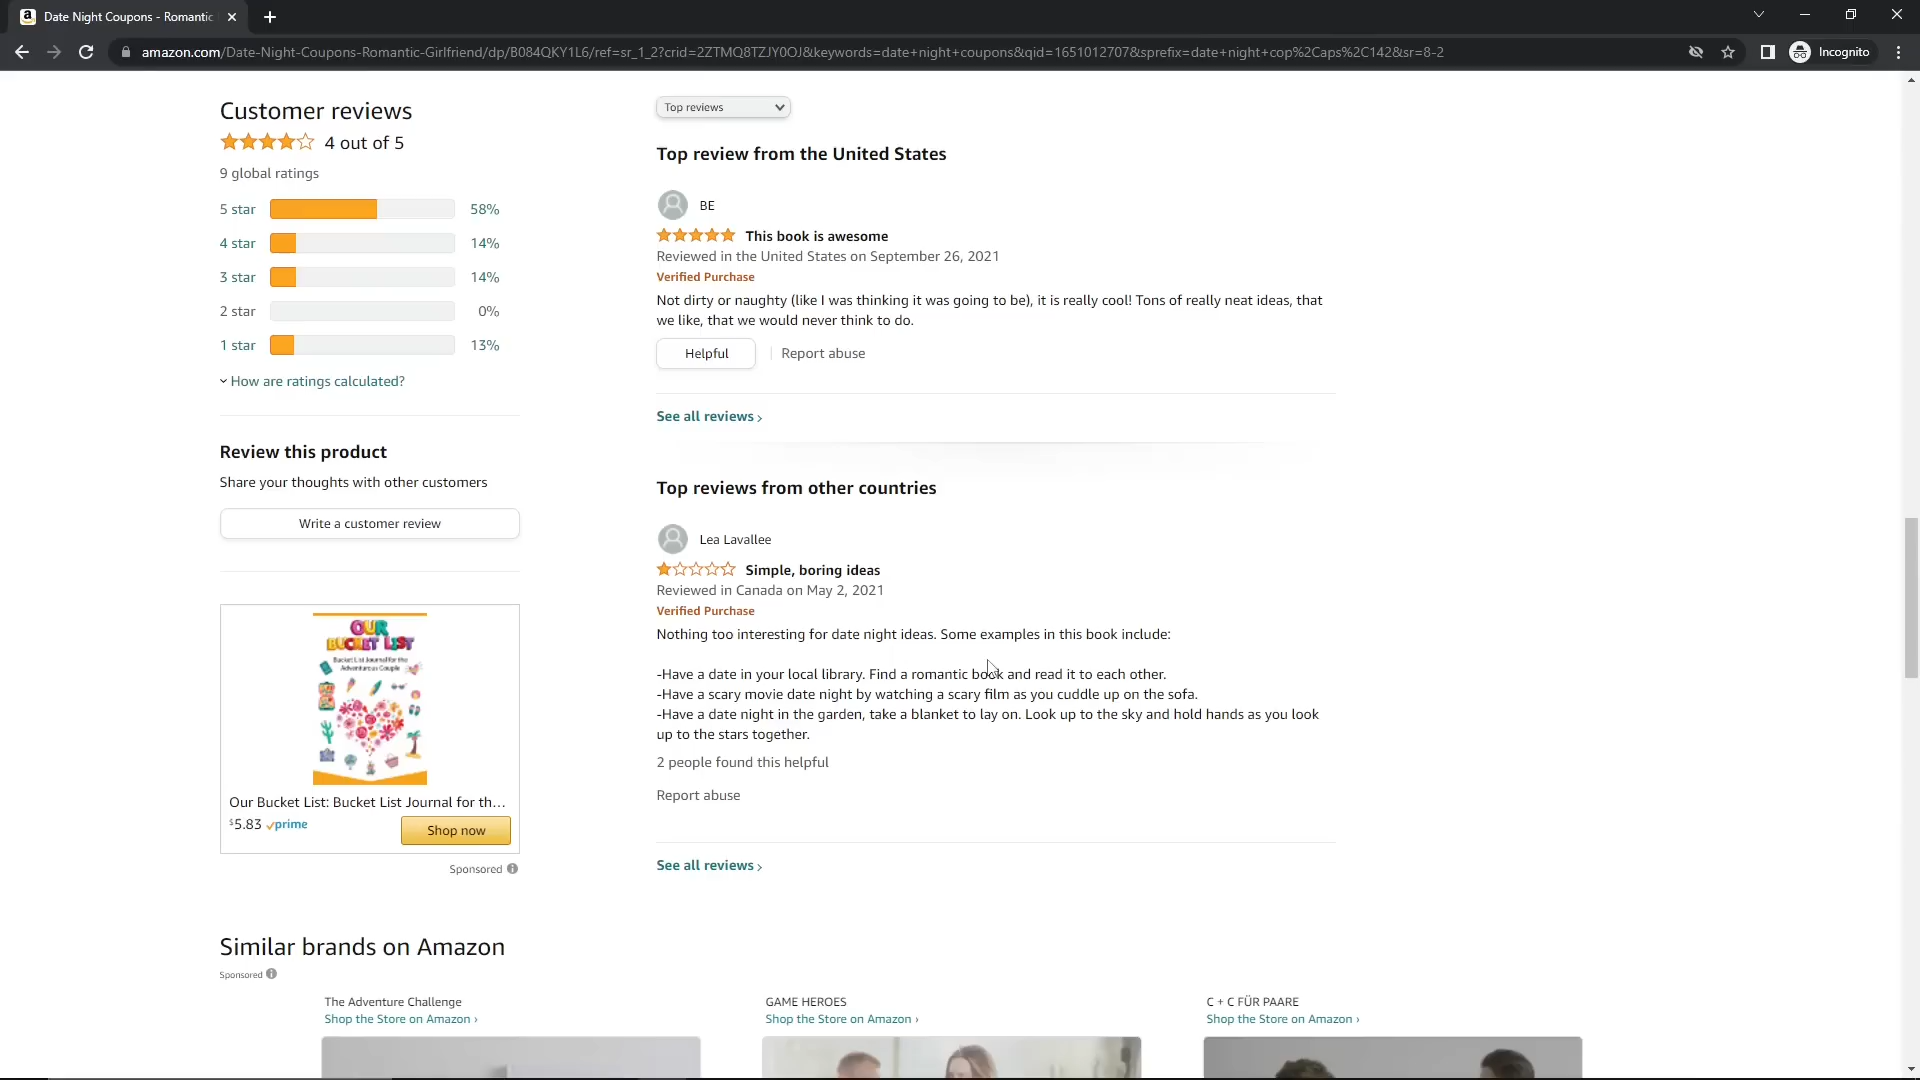 Date Night Coupons - Romantic
amazon.com/Date-Night-Coupons-Romantic-Girlfriend/dp/B084QKY1L6/ref=sr_1_2?crid=2ZTMQ8TZJY0OJ&keywords=date+night+coupons&qid=1651012707&sprefix=date+night+cop%2Caps%2C142&sr=8-2
Incognito
Customer reviews
4 out of 5
9 global ratings
5 star 58%
4 star 14%
3 star 14%
2 star 0%
1 star 13%
How are ratings calculated?
Review this product
Share your thoughts with other customers
Write a customer review
OUR
BUCKET LIST
Bucket List Journal for the
Adventurous Couple
Our Bucket List: Bucket List Journal for th...
$5.83 prime
Shop now
Sponsored
Top reviews
Top review from the United States
BE
This book is awesome
Reviewed in the United States on September 26, 2021
Verified Purchase
Not dirty or naughty (like I was thinking it was going to be), it is really cool! Tons of really neat ideas, that
we like, that we would never think to do.
Helpful | Report abuse
See all reviews ›
Top reviews from other countries
Lea Lavallee
Simple, boring ideas
Reviewed in Canada on May 2, 2021
Verified Purchase
Nothing too interesting for date night ideas. Some examples in this book include:
-Have a date in your local library. Find a romantic book and read it to each other.
-Have a scary movie date night by watching a scary film as you cuddle up on the sofa.
-Have a date night in the garden, take a blanket to lay on. Look up to the sky and hold hands as you look
up to the stars together.
2 people found this helpful
Report abuse
See all reviews ›
Similar brands on Amazon
Sponsored
The Adventure Challenge
Shop the Store on Amazon ›
GAME HEROES
Shop the Store on Amazon ›
C + C FÜR PAARE
Shop the Store on Amazon ›